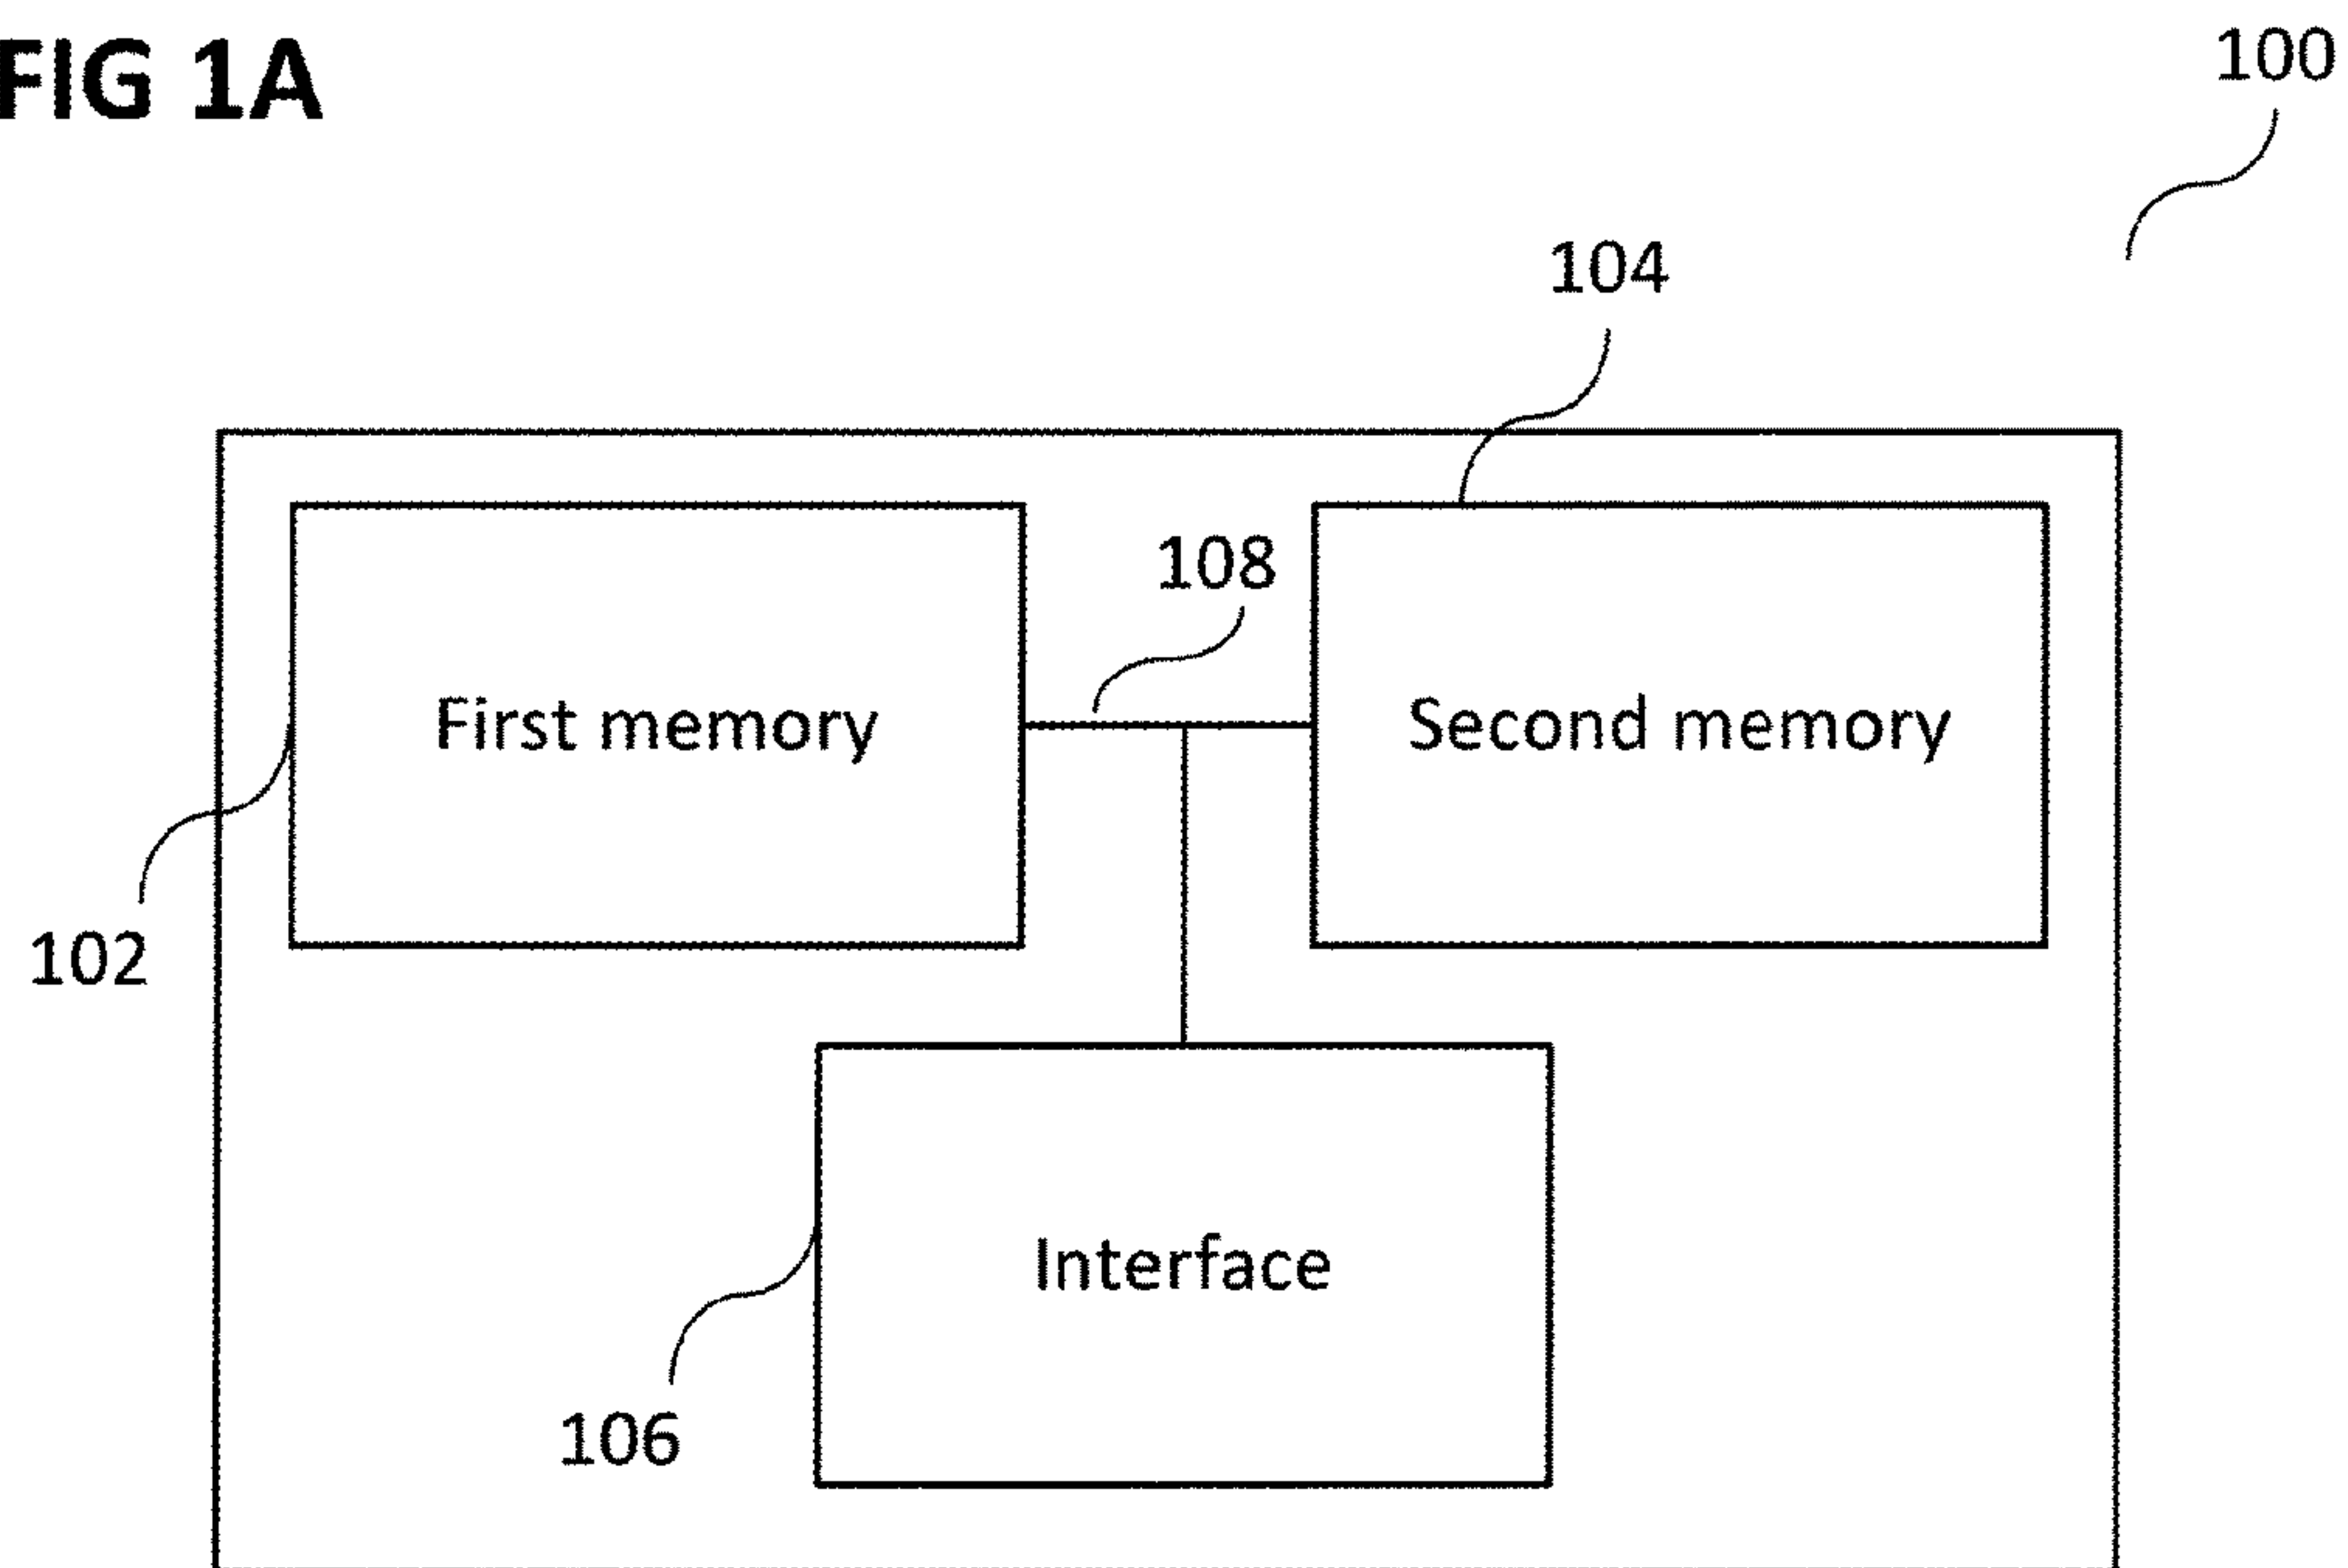 FIG 1A
100
104
108
First memory
Second memory
102
Interface
106